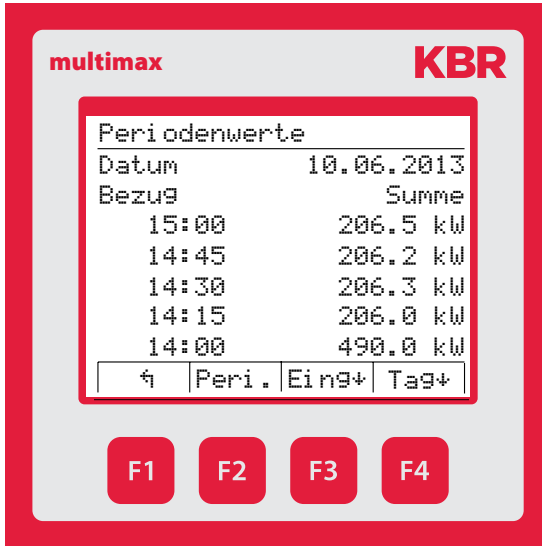 multimax KBR
Periodenwerte
Datum 10.06.2013
Bezug Summe
15:00 206.5 kW
14:45 206.2 kW
14:30 206.3 kW
14:15 206.0 kW
14:00 490.0 kW
↰ Peri. Eing↓ Tag↓
F1 F2 F3 F4